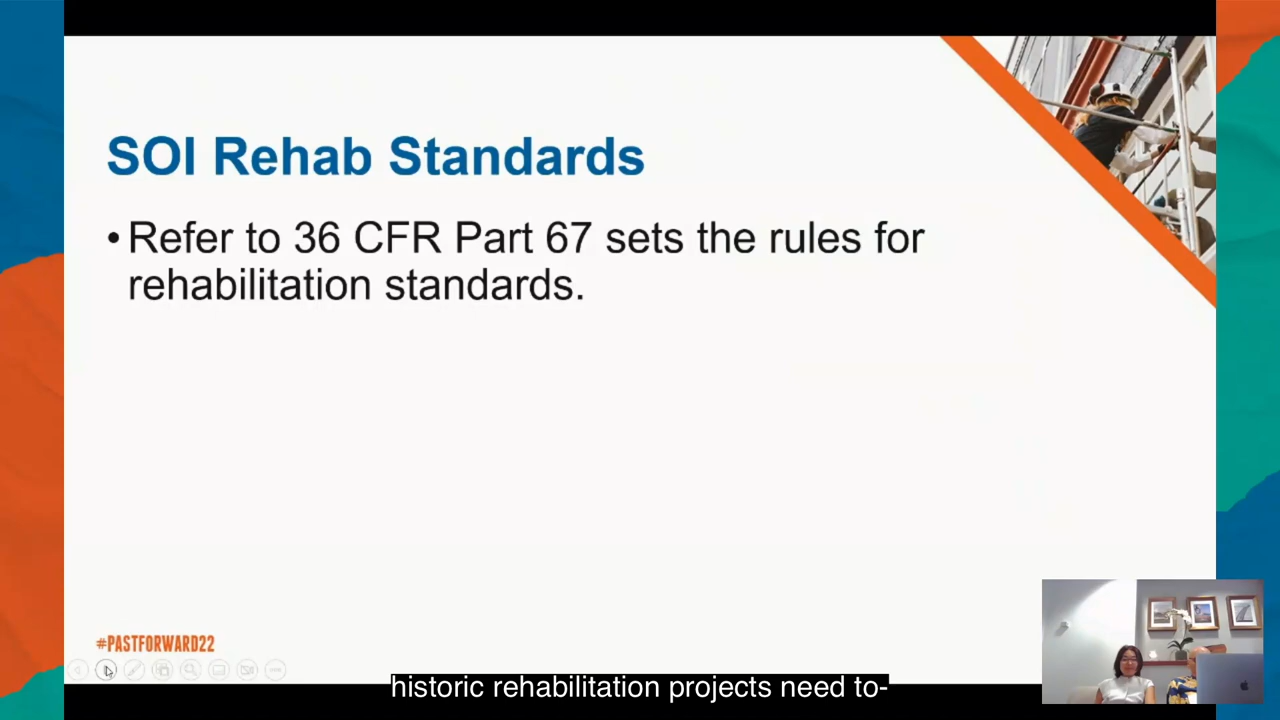 SOI Rehab Standards
• Refer to 36 CFR Part 67 sets the rules for
rehabilitation standards.
#PASTFORWARD22
historic rehabilitation projects need to-